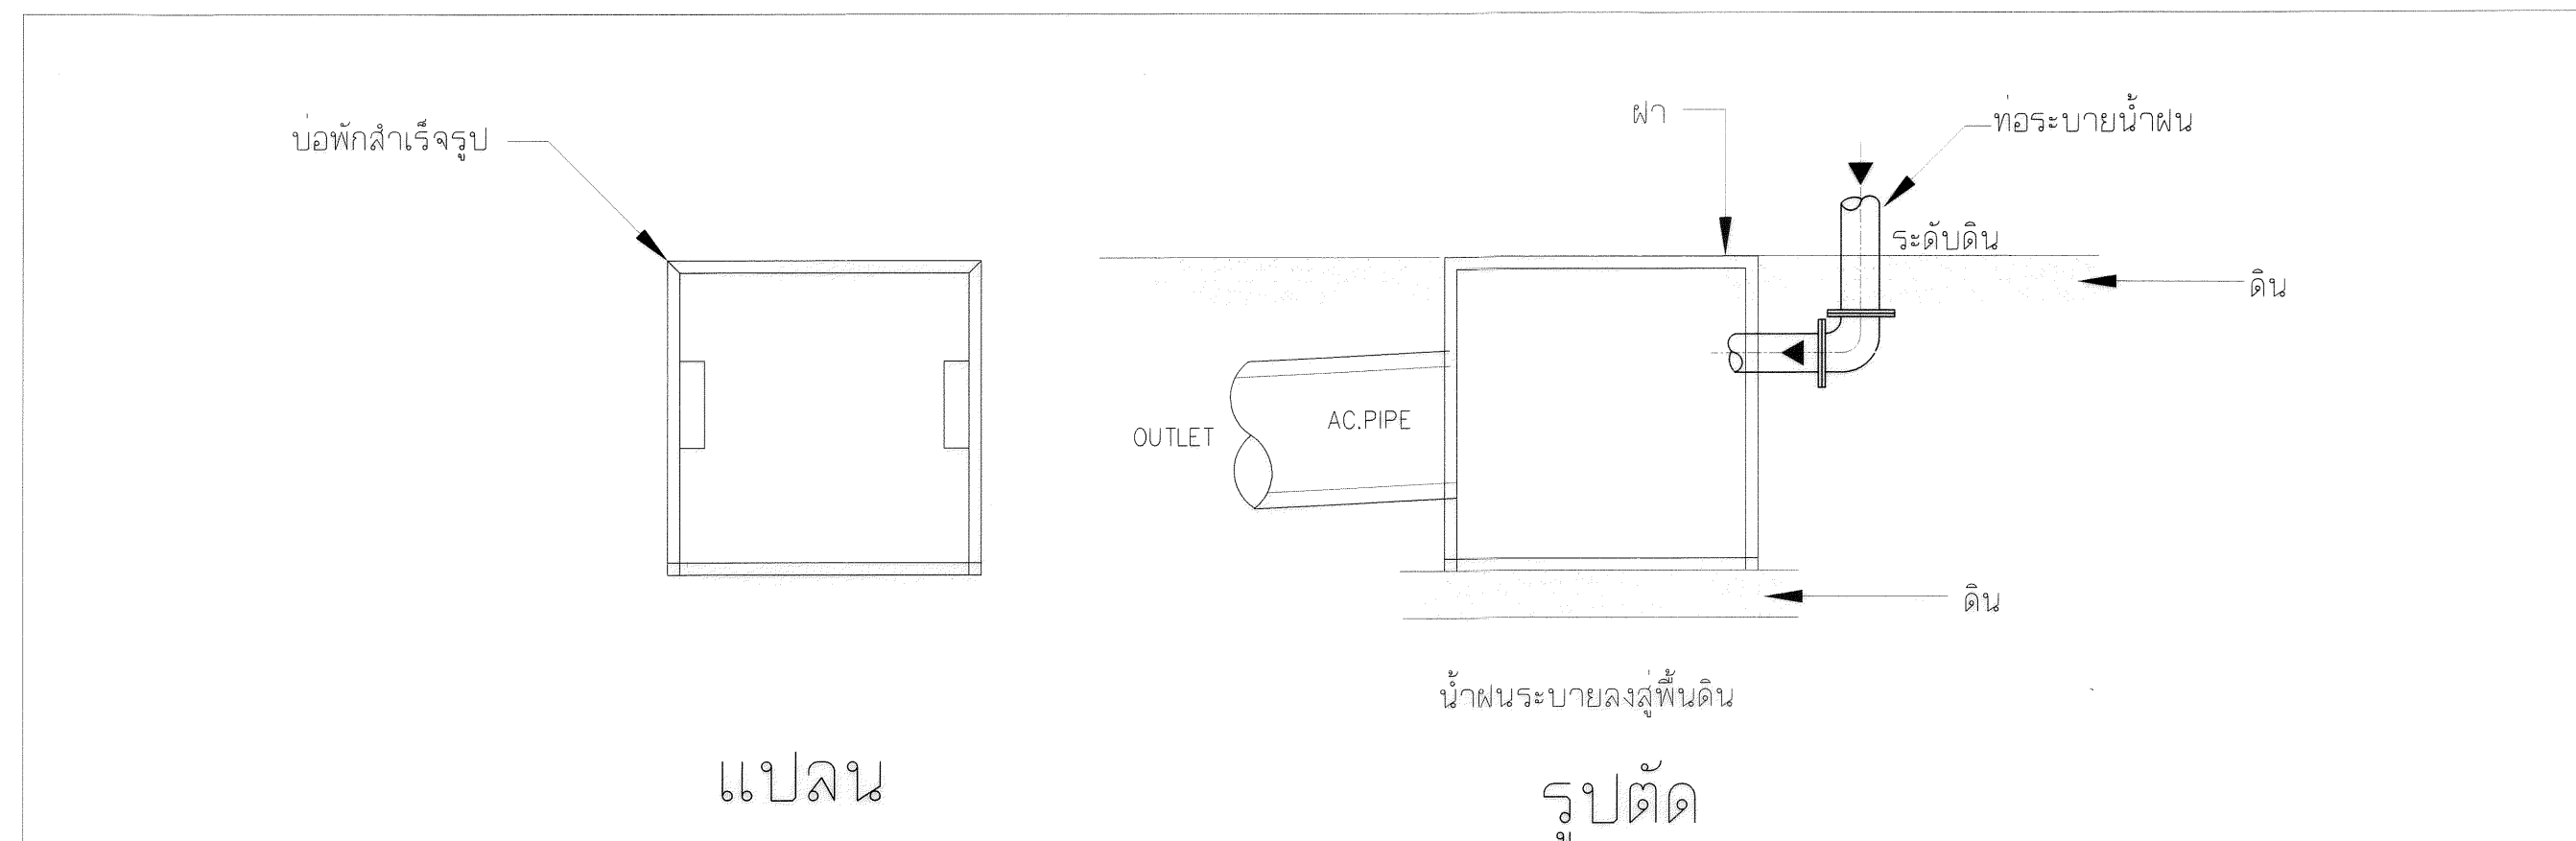 บ่อพักสำเร็จรูป
ฝา
ท่อระบายน้ำฝน
ระดับดิน
ดิน
OUTLET
AC.PIPE
ดิน
น้ำฝนระบายลงสู่พื้นดิน
แปลน
รูปตัด